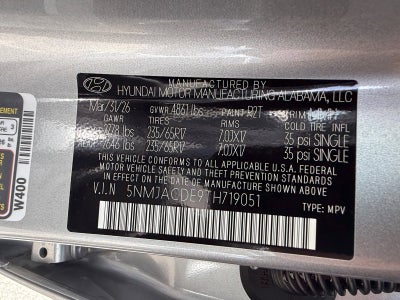 MANUFACTURED BY
HYUNDAI MOTOR MANUFACTURING ALABAMA, LLC
Mar/31/26 GVWR 4861 lbs PAINT R2T TRIM
GAWR TIRE RIMS COLD TIRE INFL
lbs 235/65R17 7.0JX17 35 psi SINGLE
2646 lbs 235/65R17 7.0JX17 35 psi SINGLE
THIS VEHICLE CONFORMS TO ALL APPLICABLE U.S.A. FEDERAL
MOTOR VEHICLE SAFETY, BUMPER, AND THEFT PREVENTION
STANDARDS IN EFFECT ON THE DATE OF MANUFACTURE SHOWN ABOVE.
V.I.N 5NMJACDE9TH719051
TYPE: MPV
W400